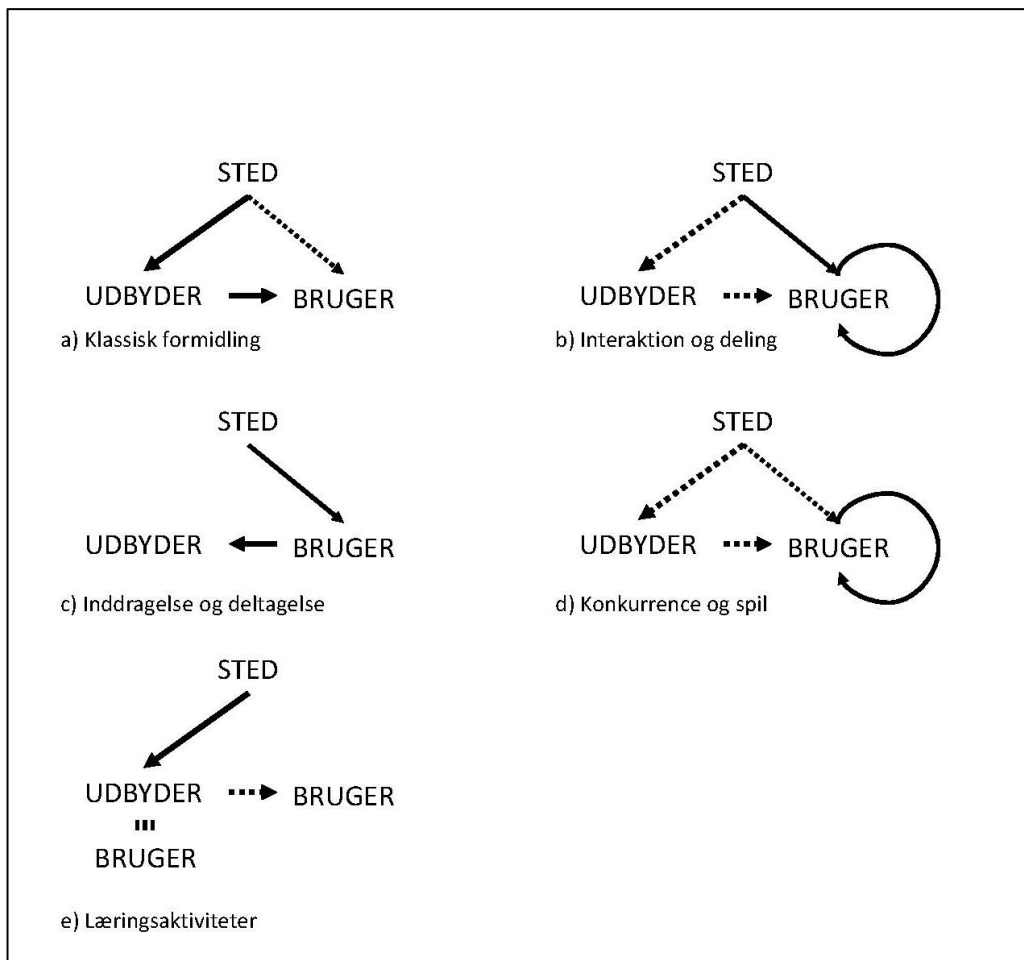 STED
UDBYDER BRUGER
a) Klassisk formidling
STED
UDBYDER BRUGER
b) Interaktion og deling
STED
UDBYDER BRUGER
c) Inddragelse og deltagelse
STED
UDBYDER BRUGER
d) Konkurrence og spil
STED
UDBYDER BRUGER
BRUGER
e) Læringsaktiviteter